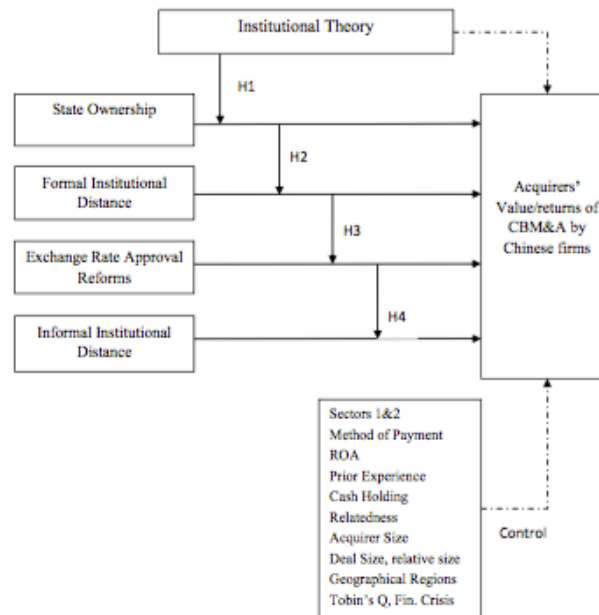 Institutional Theory
H1
State Ownership
H2
Formal Institutional
Distance
H3
Exchange Rate Approval
Reforms
H4
Informal Institutional
Distance
Acquirers'
Value/returns of
CBM&A by
Chinese firms
Sectors 1&2
Method of Payment
ROA
Prior Experience
Cash Holding
Relatedness
Acquirer Size
Deal Size, relative size
Geographical Regions
Tobin's Q, Fin. Crisis
Control